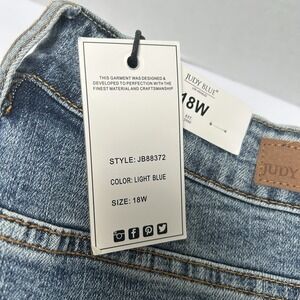 THIS GARMENT WAS DESIGNED &
DEVELOPED TO PERFECTION WITH THE
FINEST MATERIAL AND CRAFTSMANSHIP
STYLE: JB88372
COLOR: LIGHT BLUE
SIZE: 18W
JUDY BLUE
18W
JUDY